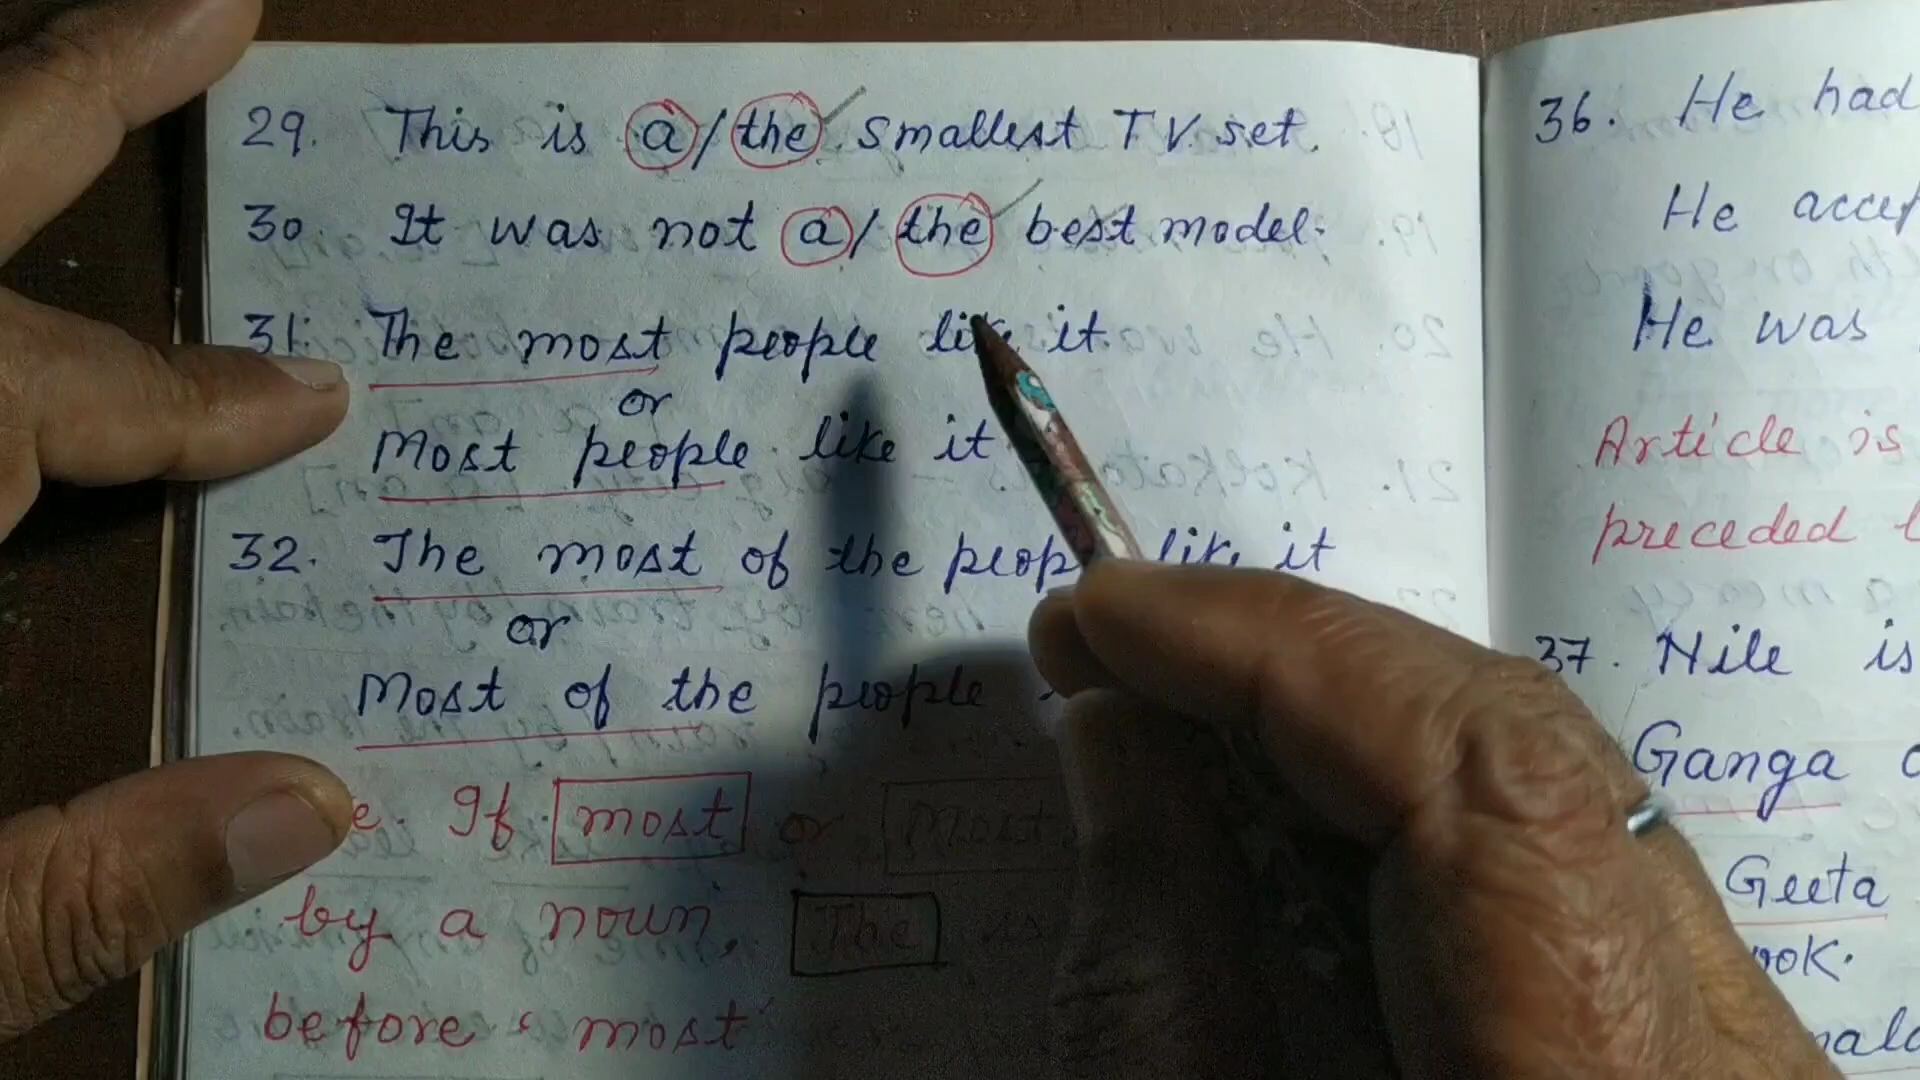 29. This is a/the smallest T V. set.
30. It was not a/the best model.
31. The most people like it.
or
Most people like it
32. The most of the people like it
or
Most of the people
If most or Most
by a noun, The is
before "most"
36. He had
He accep
He was
Article is
preceded
37. Nile is
Ganga
Geeta